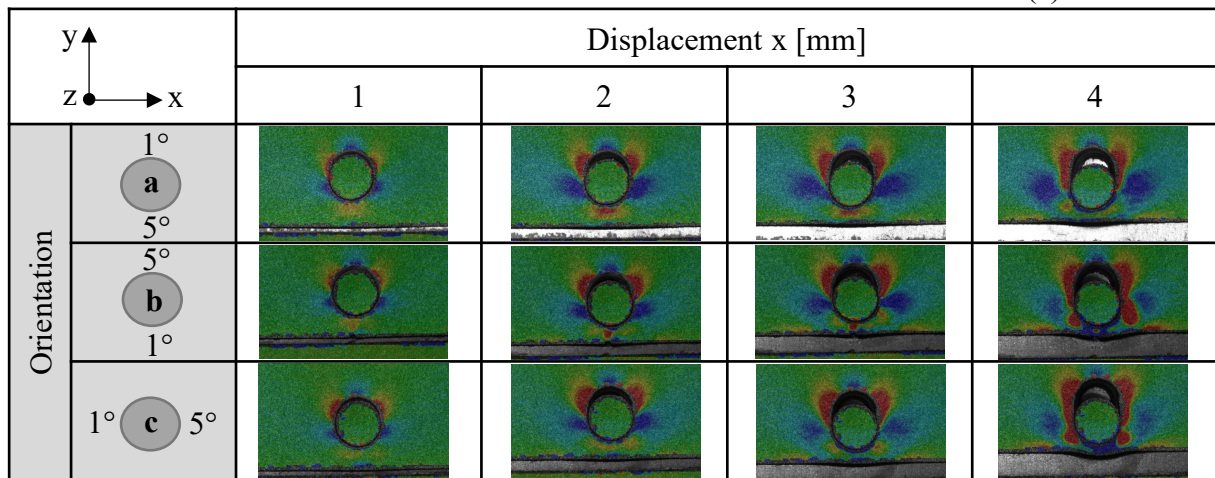 y
z x
Displacement x [mm]
1 2 3 4
Orientation
1°
a
5°
5°
b
1°
1° c 5°